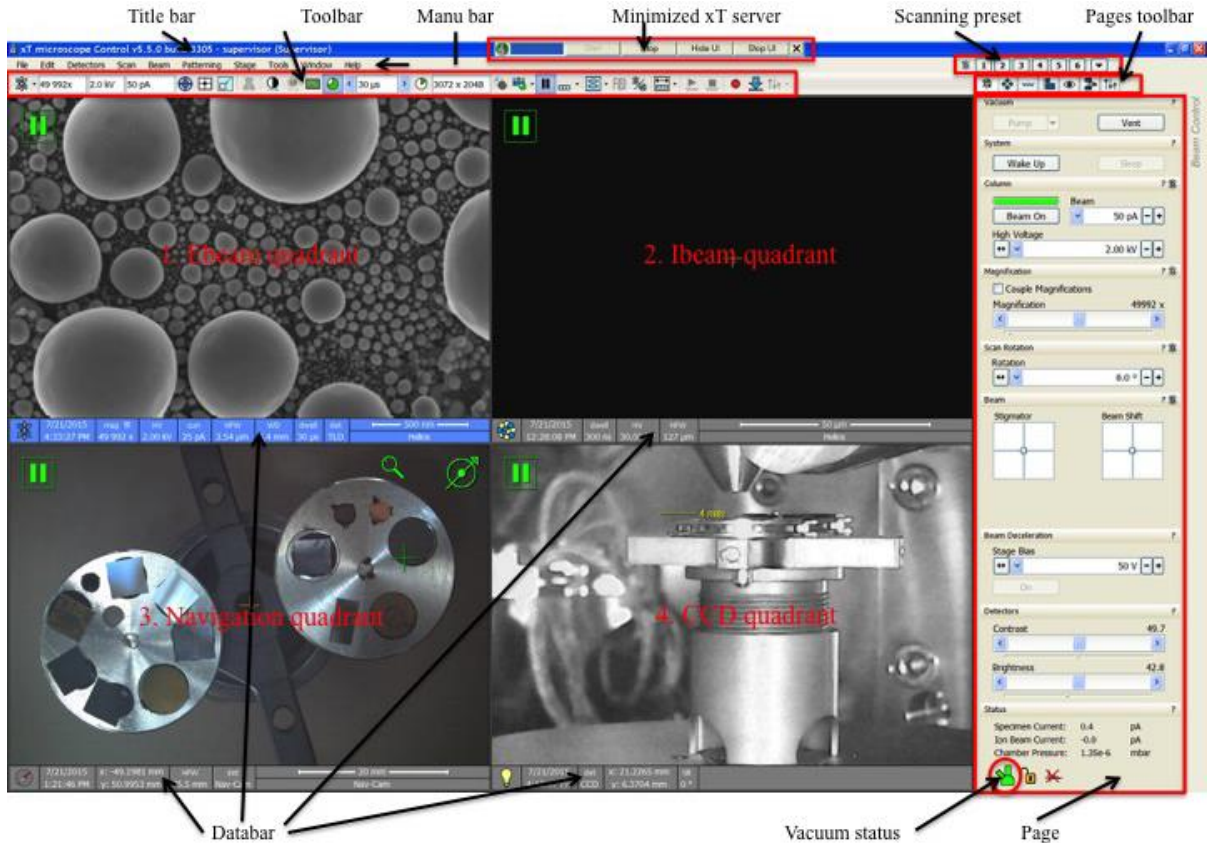 Title bar
Toolbar
Manu bar
Minimized xT server
Scanning preset
Pages toolbar
xT microscope Control v5.5.0 3305 - supervisor (Supervisor)
Stop Hide UI Stop UI
File Edit Detectors Scan Beam Patterning Stage Tools Window Help
1 2 3 4 5 6
49 992x 2.0 kV 50 pA 30 µs 3072 x 2048
Beam Control
Vacuum ?
Pump Vent
System ?
Wake Up Sleep
Column ?
Beam
Beam On 50 pA
High Voltage
2.00 kV
Magnification ?
Couple Magnifications
Magnification 49992 x
Scan Rotation ?
Rotation
Beam ?
Stigmator Beam Shift
Beam Deceleration ?
Stage Bias
50 V
On
Detectors ?
Contrast 49.7
Brightness 42.8
Status ?
Specimen Current: 0.4 pA
Ion Beam Current: -0.0 pA
Chamber Pressure: 1.35e-6 mbar
1. Ebeam quadrant
7/21/2015 mag HV curr HFW WD dwell det 500 nm
4:33:37 PM 49 992 x 2.00 kV 25 pA 2.54 µm mm 30 µs TLD Helios
2. Ibeam quadrant
7/21/2015 dwell HV HFW 50 µm
12:28:08 PM 300 ns 127 µm Helios
3. Navigation quadrant
7/21/2015 x: -49.1981 mm HFW det 20 mm
1:21:46 PM y: 50.9953 mm Nav-Cam Nav-Cam
4 mm
4. CCD quadrant
7/21/2015 det x: 21.2265 mm tilt
CCD y: 6.3704 mm 0 °
Databar
Vacuum status
Page